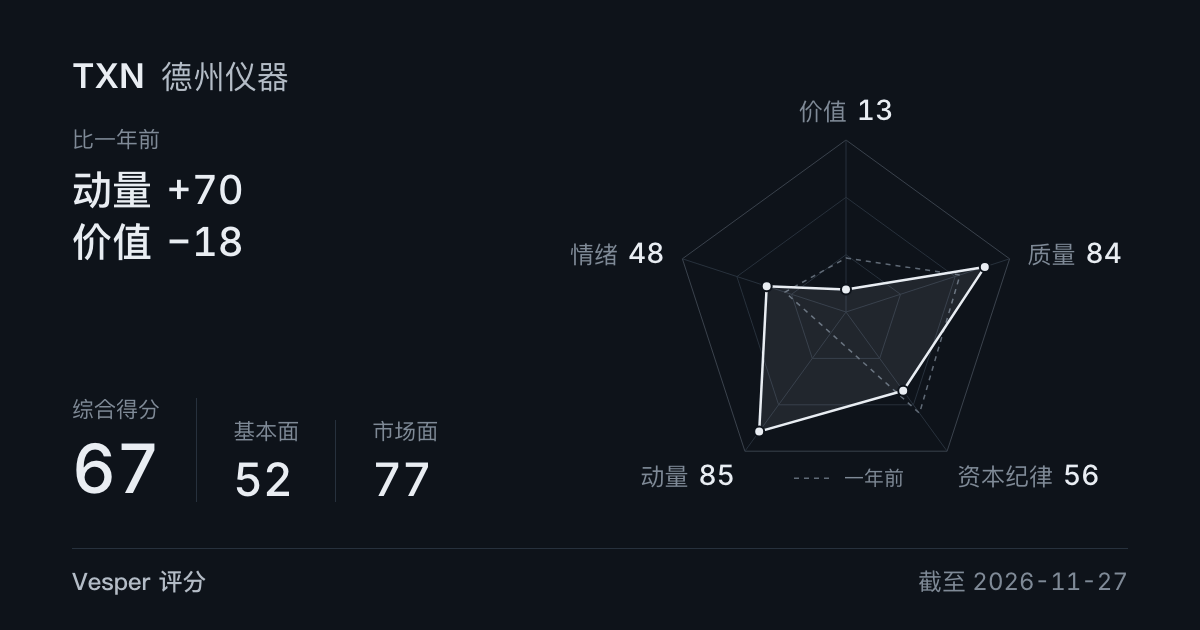 TXN 德州仪器
比一年前
动量 +70
价值 −18
综合得分
67
基本面
52
市场面
77
价值 13
情绪 48
质量 84
动量 85
一年前
资本纪律 56
Vesper 评分
截至 2026-11-27